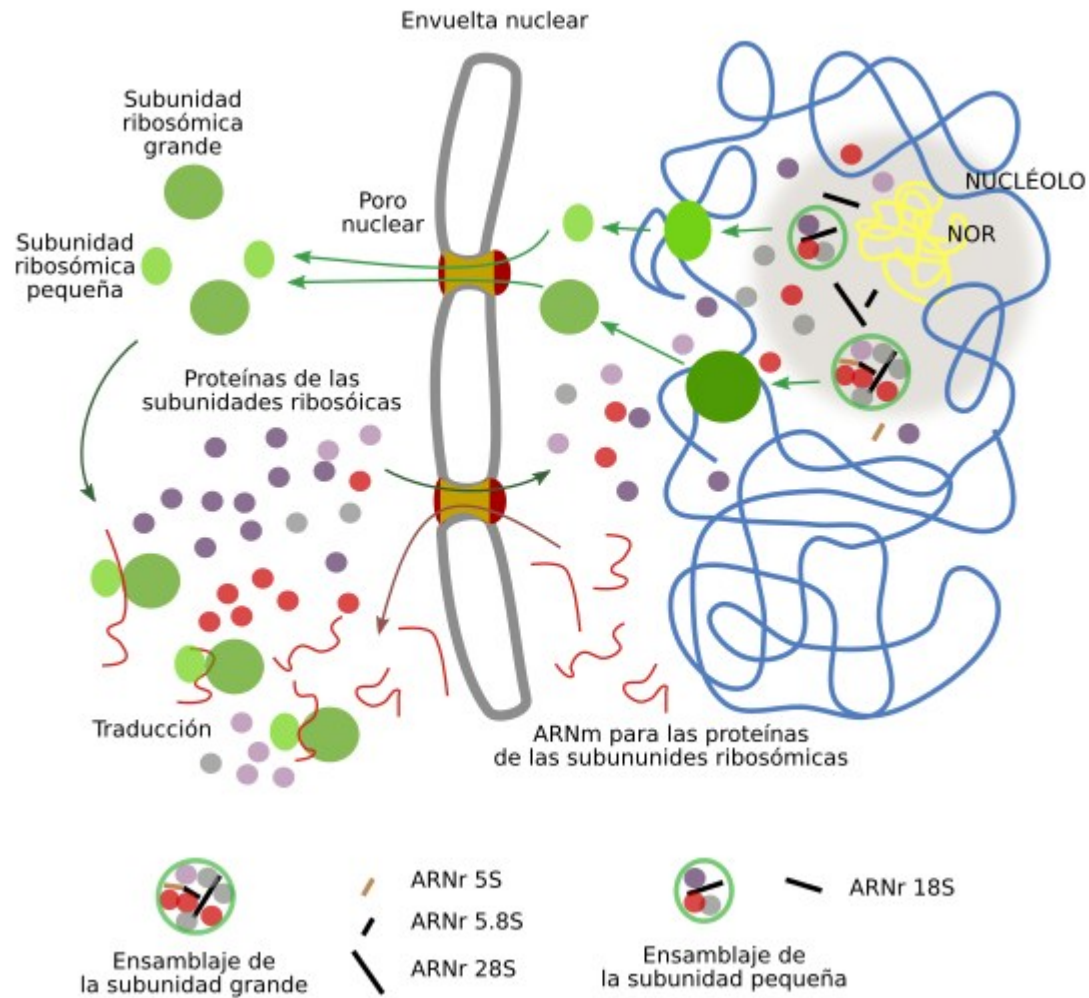 Envuelta nuclear
Subunidad
ribosómica
grande
Poro
nuclear
Subunidad
ribosómica
pequeña
NUCLÉOLO
NOR
Proteínas de las
subunidades ribosóicas
Traducción
ARNm para las proteínas
de las subununides ribosómicas
ARNr 5S
ARNr 5.8S
ARNr 28S
Ensamblaje de
la subunidad grande
ARNr 18S
Ensamblaje de
la subunidad pequeña